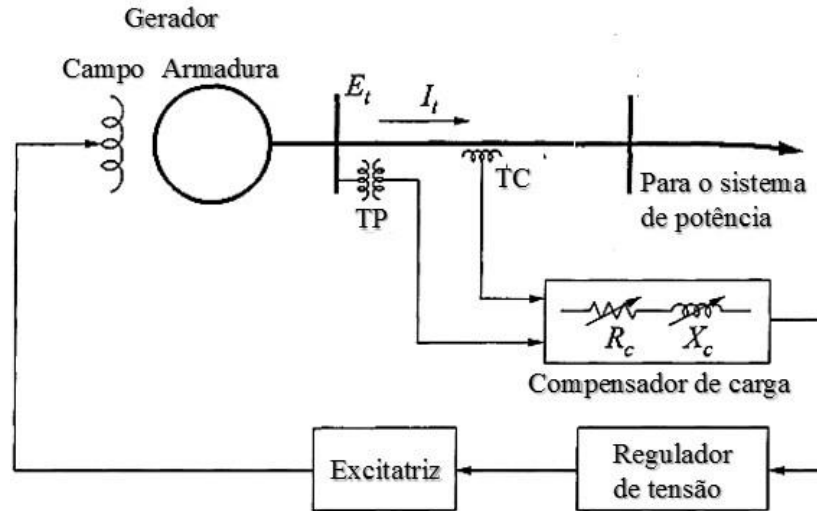 Gerador
Campo Armadura
E_t
I_t
TC
TP
Para o sistema
de potência
R_c X_c
Compensador de carga
Excitatriz
Regulador
de tensão